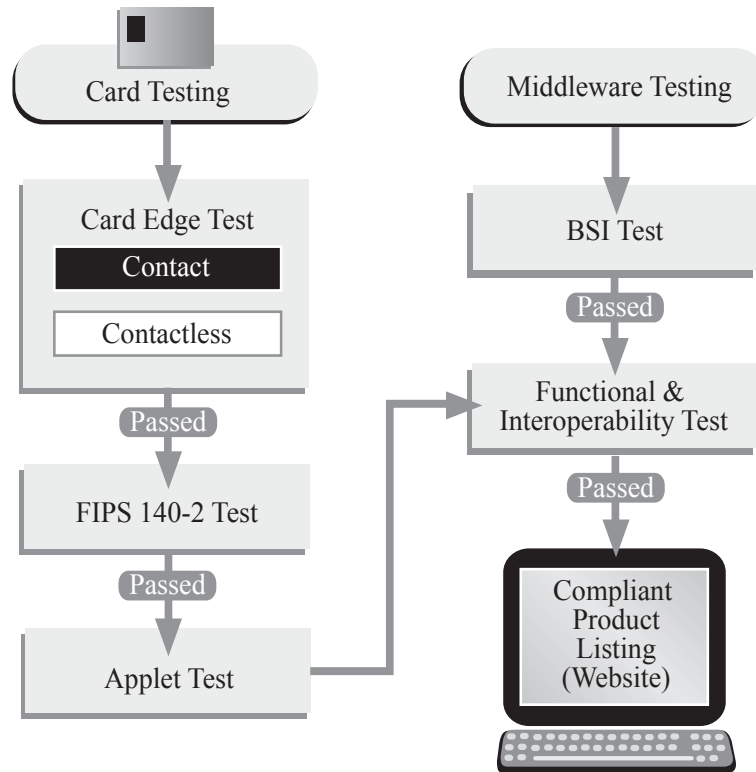 Card Testing
Card Edge Test
Contact
Contactless
Passed
FIPS 140-2 Test
Passed
Applet Test
Middleware Testing
BSI Test
Passed
Functional &
Interoperability Test
Passed
Compliant
Product
Listing
(Website)